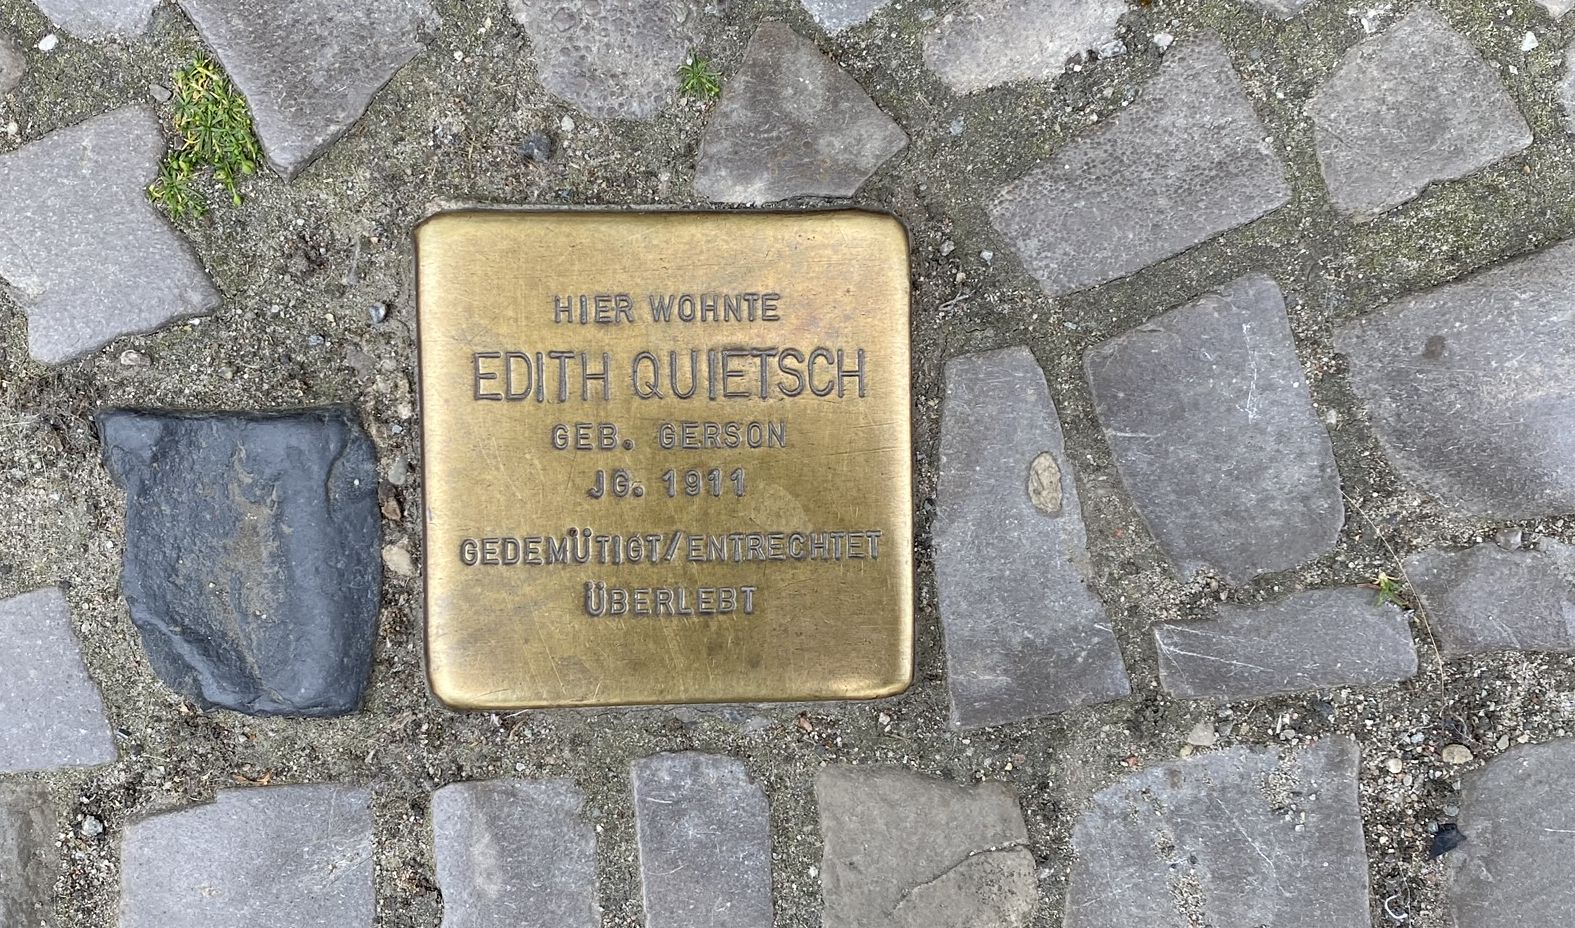 HIER WOHNTE
EDITH QUIETSCH
GEB. GERSON
JG. 1911
GEDEMÜTIGT/ENTRECHTET
ÜBERLEBT